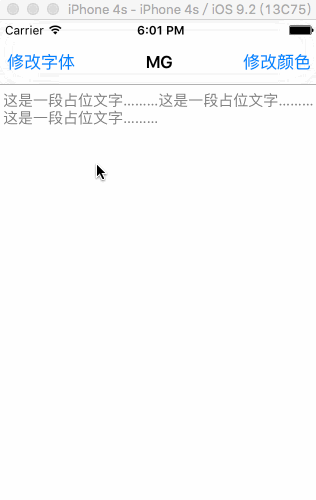 iPhone 4s - iPhone 4s / iOS 9.2 (13C75)
Carrier 6:01 PM
修改字体 MG 修改颜色
这是一段占位文字………这是一段占位文字………
这是一段占位文字………